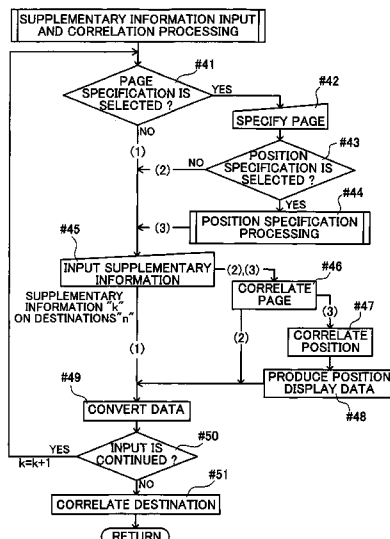 SUPPLEMENTARY INFORMATION INPUT
AND CORRELATION PROCESSING
#41
PAGE
SPECIFICATION IS
SELECTED ?
YES
#42
SPECIFY PAGE
NO
#43
(1)
(2)
NO
POSITION
SPECIFICATION IS
SELECTED ?
YES
#44
(3)
POSITION SPECIFICATION
PROCESSING
#45
INPUT SUPPLEMENTARY
INFORMATION
(2),(3)
#46
CORRELATE
PAGE
SUPPLEMENTARY
INFORMATION "k"
ON DESTINATIONS"n"
(3)
#47
CORRELATE
POSITION
(1)
(2)
PRODUCE POSITION
DISPLAY DATA
#48
#49
CONVERT DATA
#50
YES
INPUT IS
CONTINUED ?
k=k+1
NO
#51
CORRELATE DESTINATION
RETURN